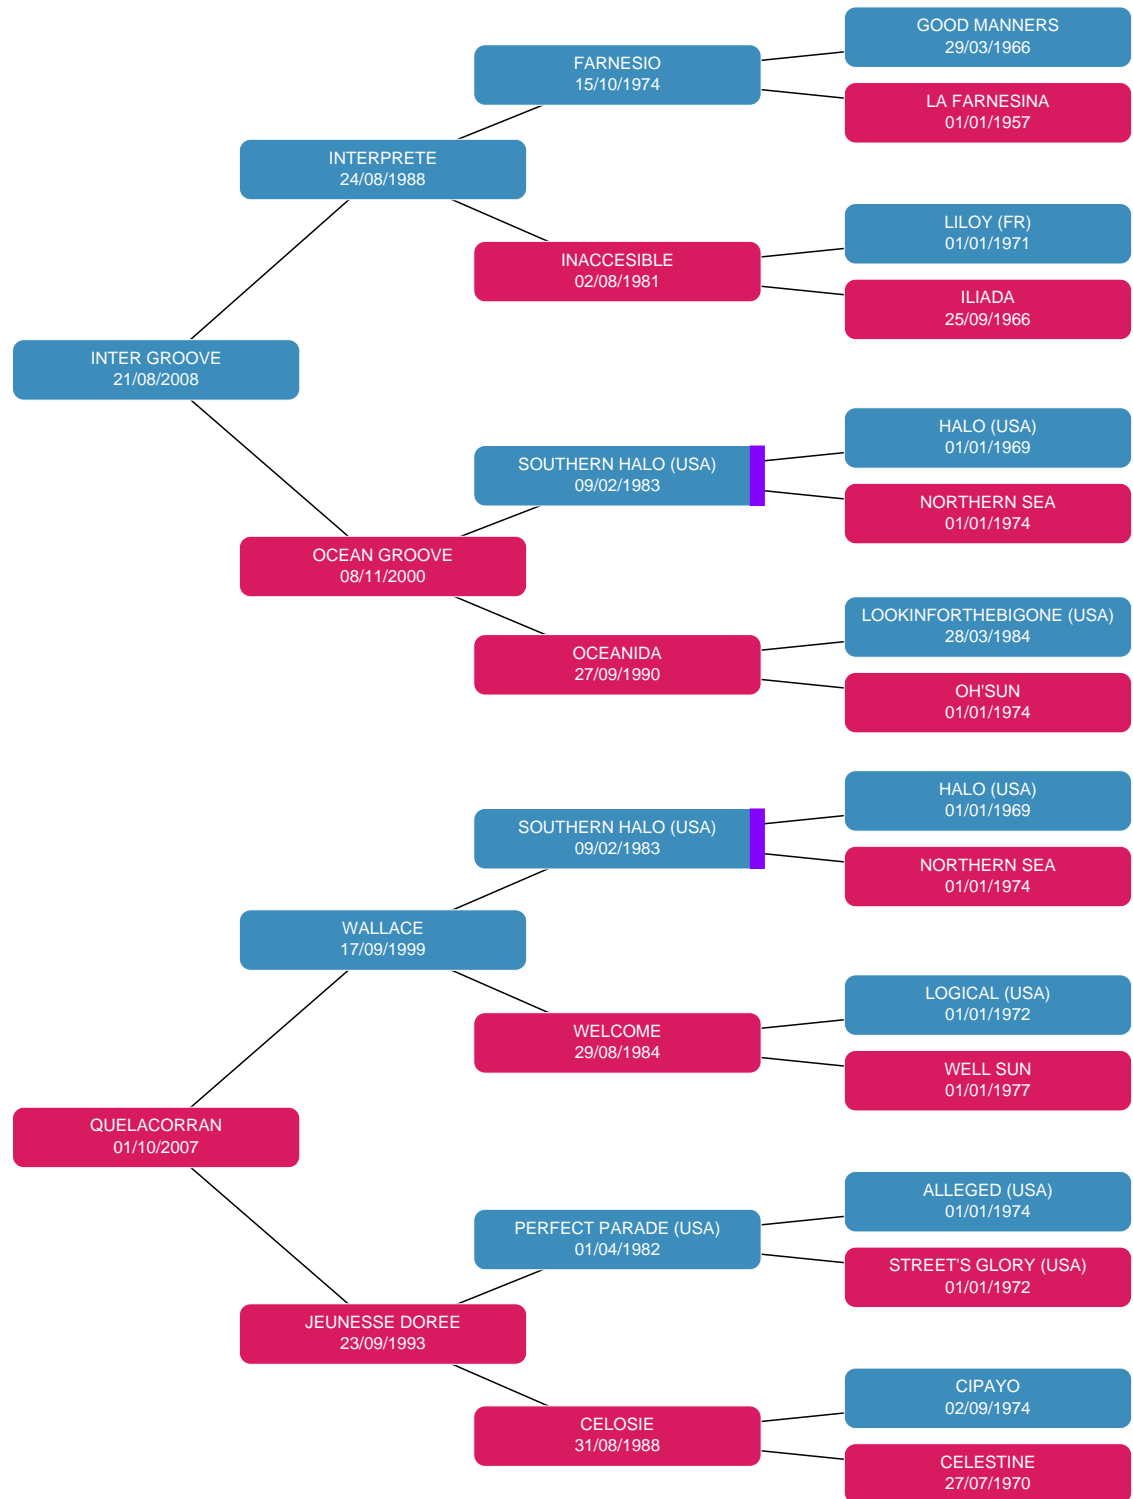 GOOD MANNERS
29/03/1966
FARNESIO
15/10/1974
LA FARNESINA
01/01/1957
INTERPRETE
24/08/1988
LILOY (FR)
01/01/1971
INACCESIBLE
02/08/1981
ILIADA
25/09/1966
INTER GROOVE
21/08/2008
HALO (USA)
01/01/1969
SOUTHERN HALO (USA)
09/02/1983
NORTHERN SEA
01/01/1974
OCEAN GROOVE
08/11/2000
LOOKINFORTHEBIGONE (USA)
28/03/1984
OCEANIDA
27/09/1990
OH'SUN
01/01/1974
HALO (USA)
01/01/1969
SOUTHERN HALO (USA)
09/02/1983
NORTHERN SEA
01/01/1974
WALLACE
17/09/1999
LOGICAL (USA)
01/01/1972
WELCOME
29/08/1984
WELL SUN
01/01/1977
QUELACORRAN
01/10/2007
ALLEGED (USA)
01/01/1974
PERFECT PARADE (USA)
01/04/1982
STREET'S GLORY (USA)
01/01/1972
JEUNESSE DOREE
23/09/1993
CIPAYO
02/09/1974
CELOSIE
31/08/1988
CELESTINE
27/07/1970